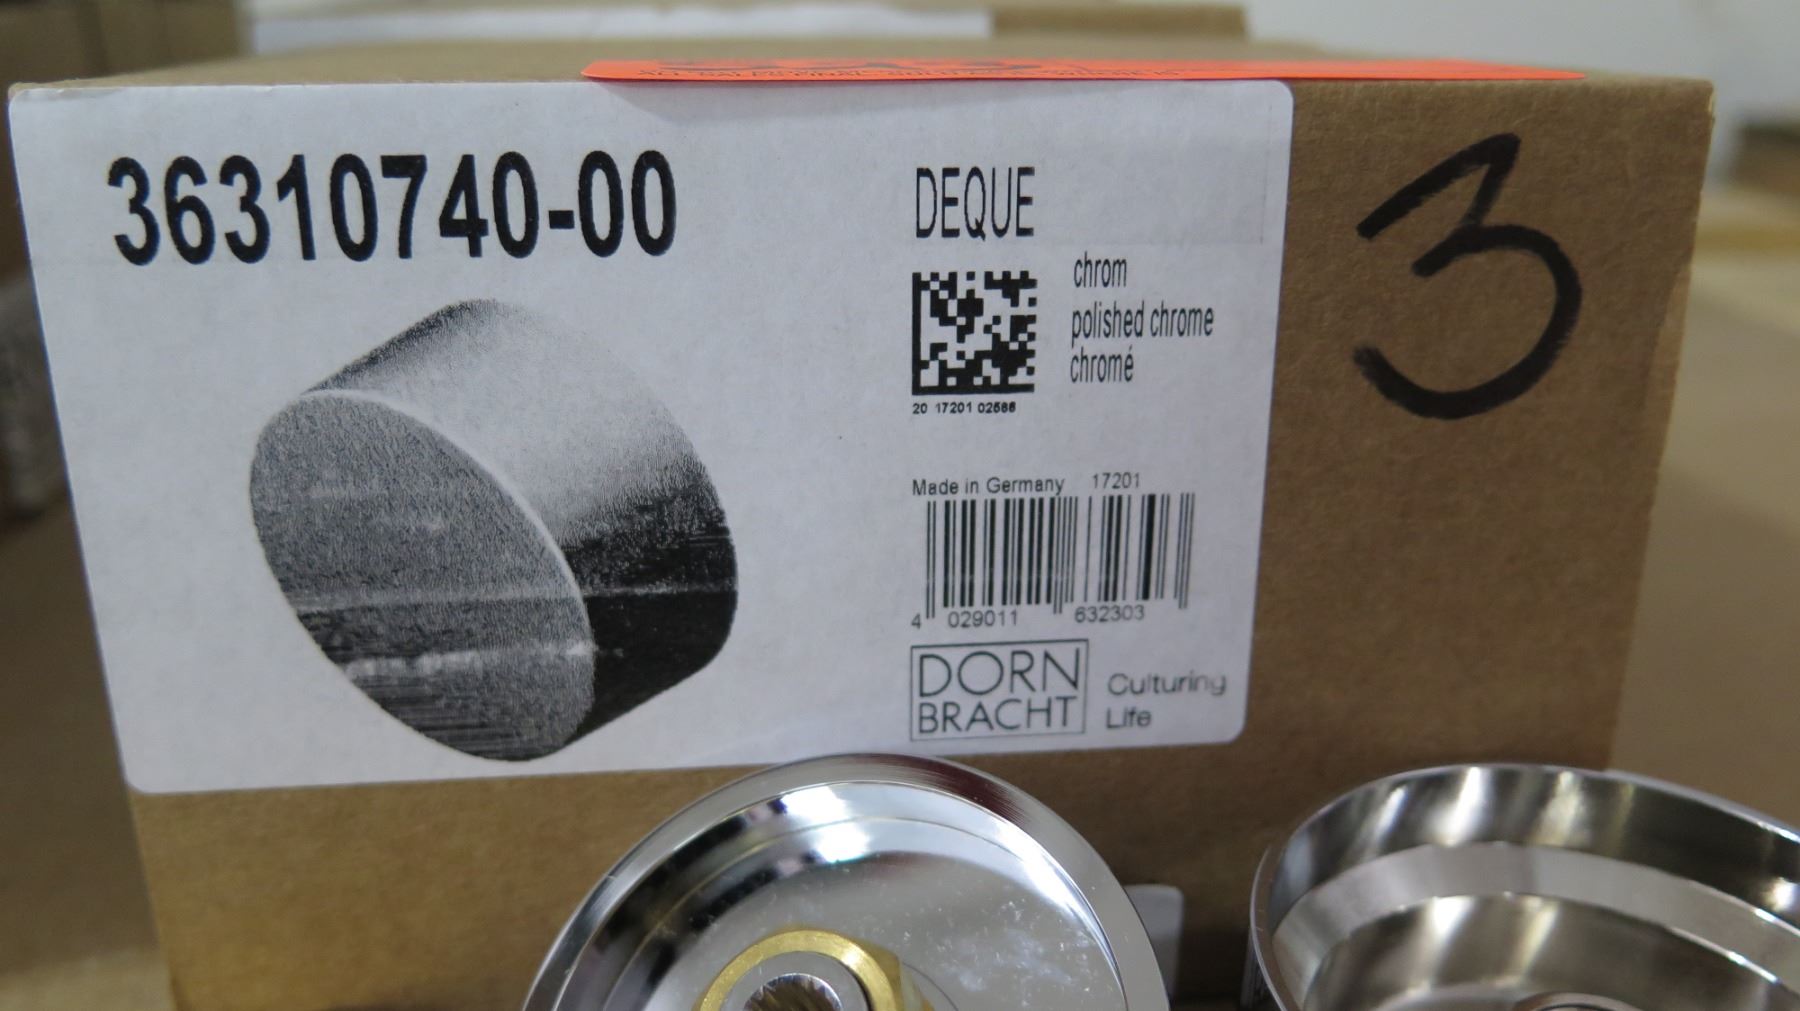 36310740-00
DEQUE
chrom
polished chrome
chromé
20 17201 02586
Made in Germany 17201
4 029011 632303
DORN
BRACHT
Culturing
Life
3